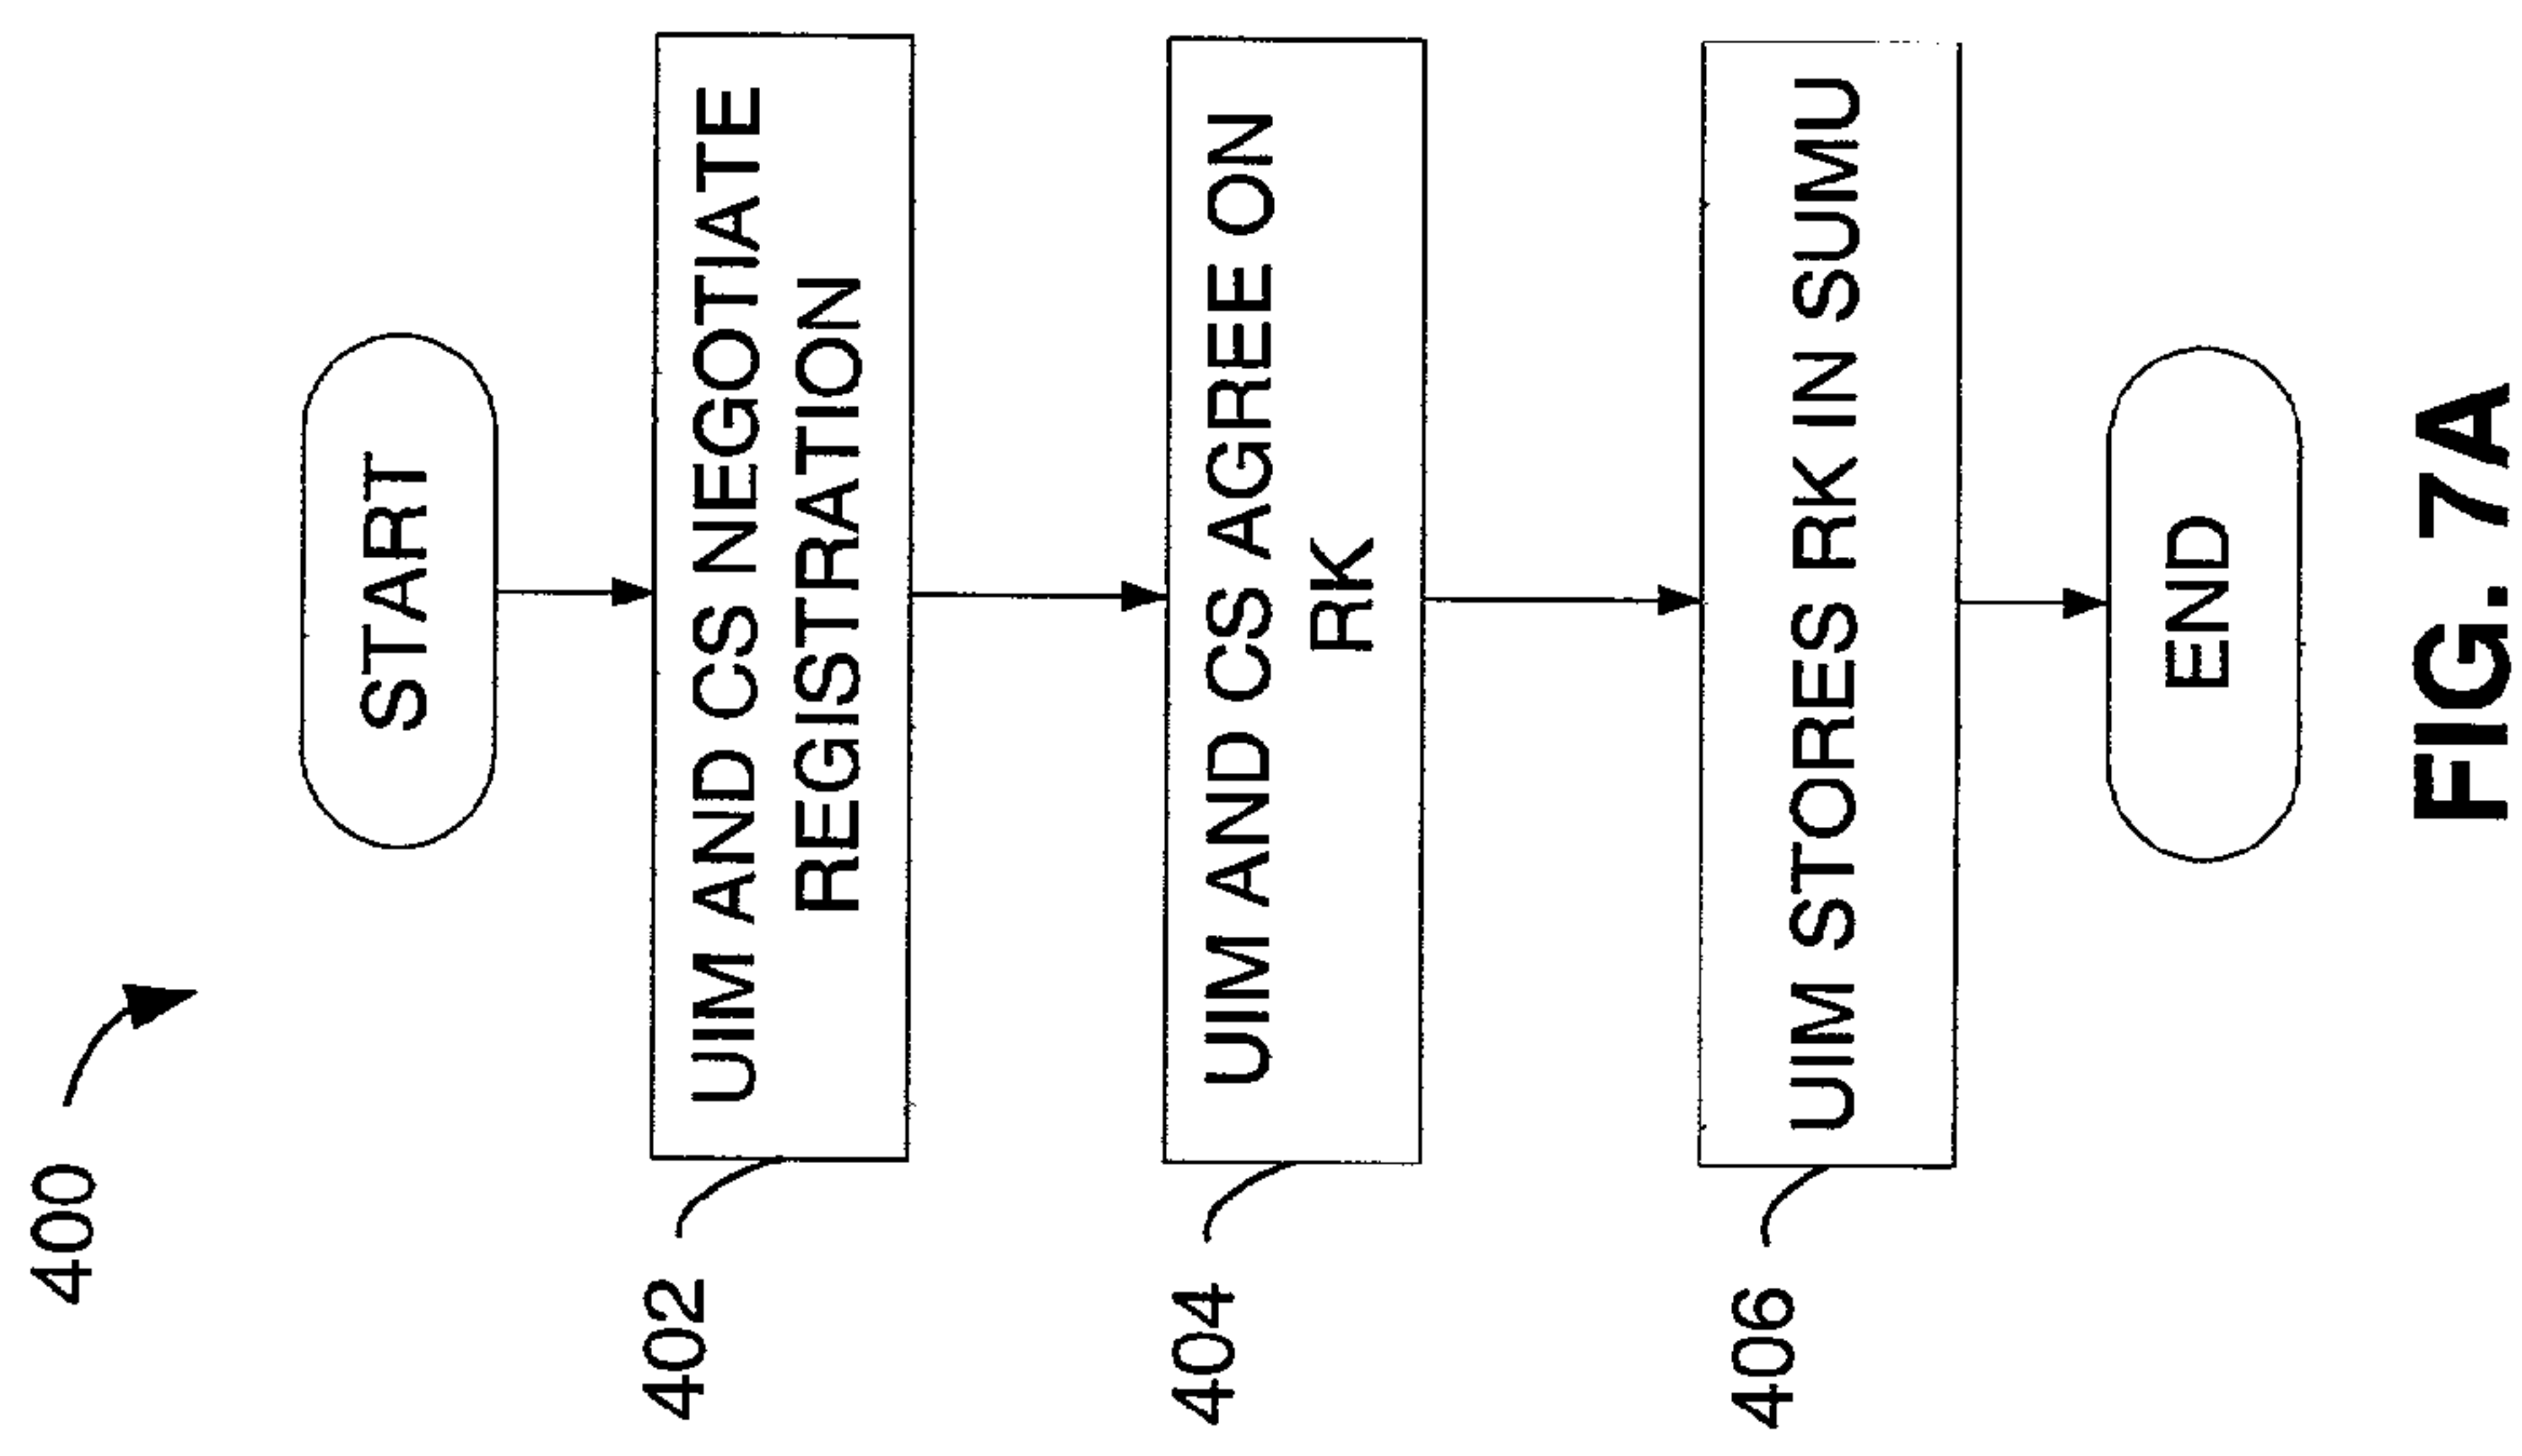 400
START
402
UIM AND CS NEGOTIATE
REGISTRATION
404
UIM AND CS AGREE ON
RK
406
UIM STORES RK IN SUMU
END
FIG. 7A